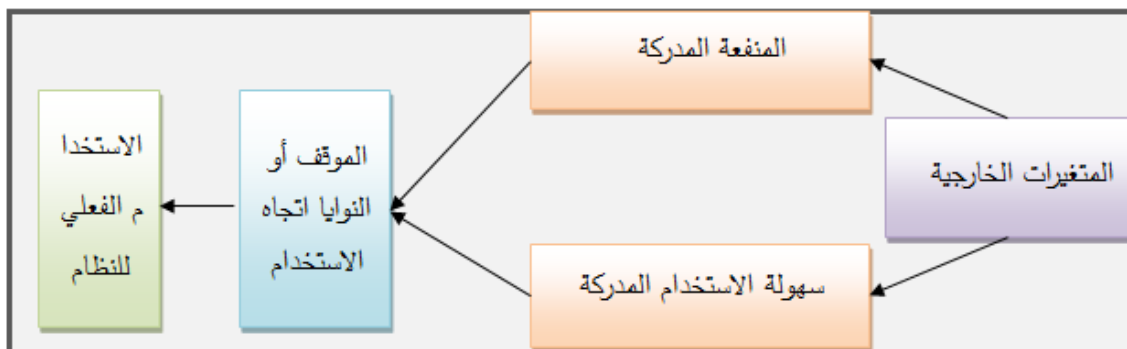 المنفعة المدركة
المتغيرات الخارجية
سهولة الاستخدام المدركة
الموقف أو
النوايا اتجاه
الاستخدام
الاستخدا
م الفعلي
للنظام